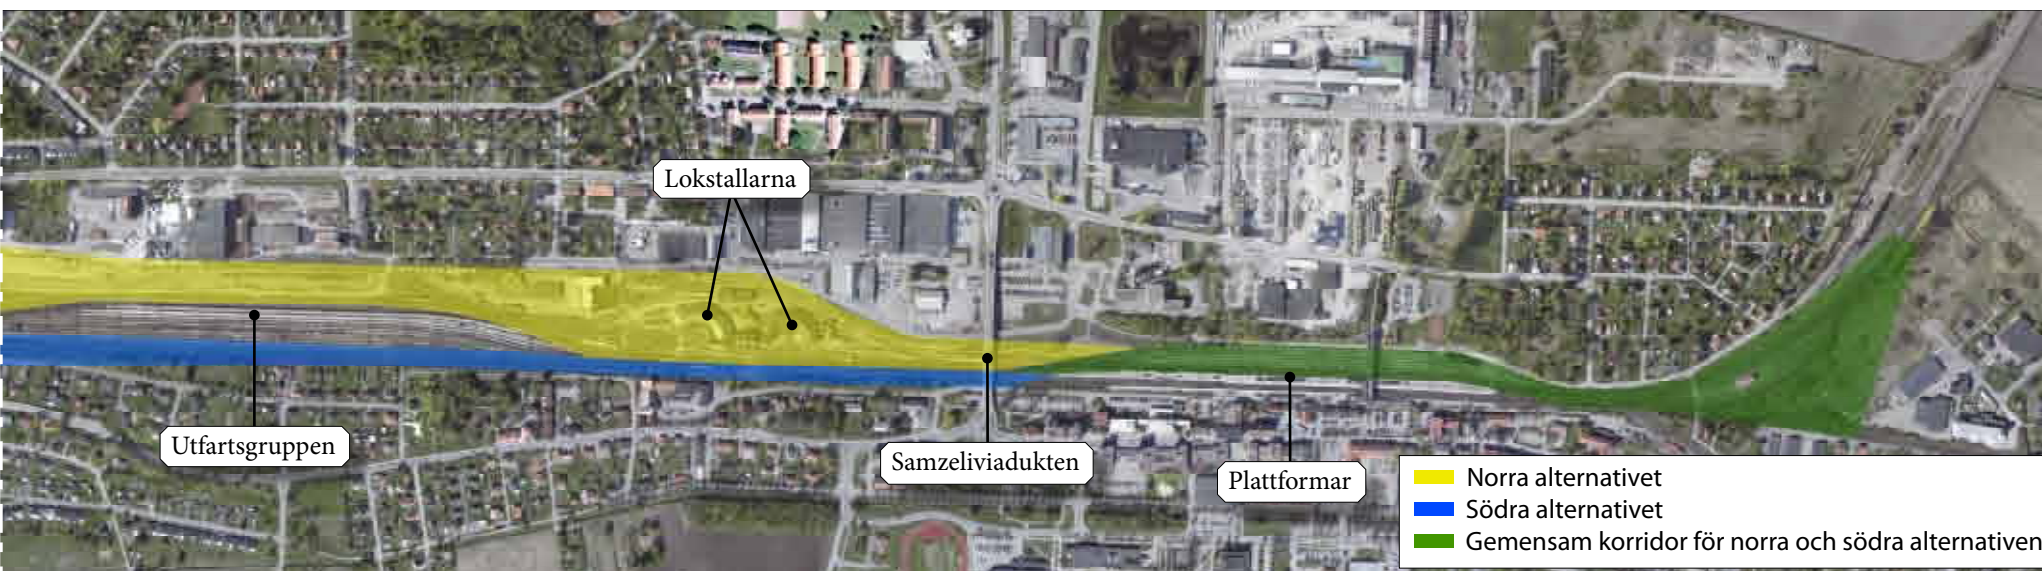 Lokstallarna
Utfartsgruppen
Samzeliviadukten
Plattformar
Norra alternativet
Södra alternativet
Gemensam korridor för norra och södra alternativen